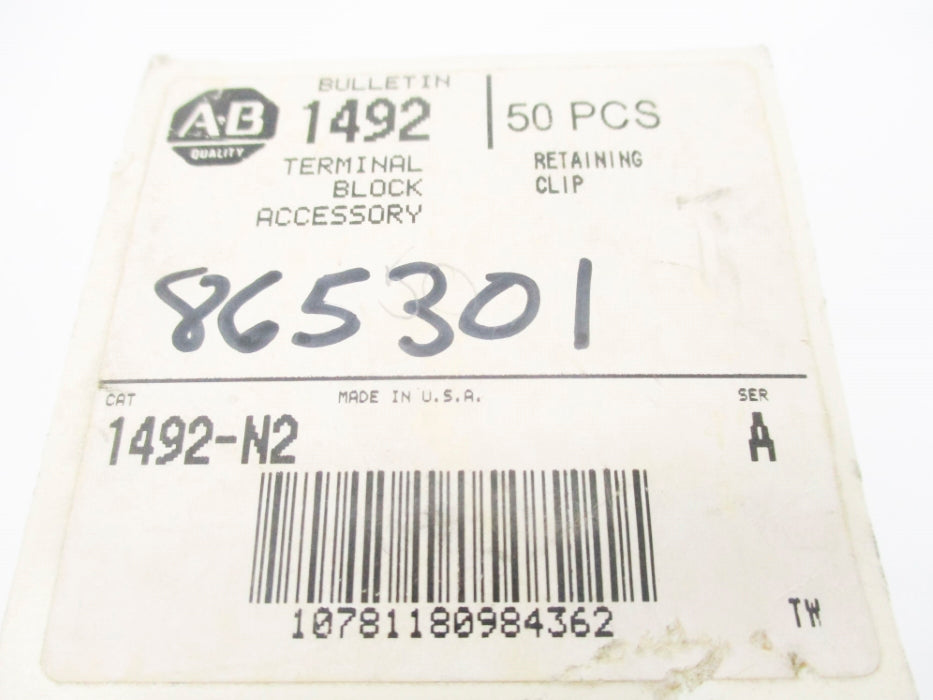 A·B
QUALITY
BULLETIN
1492
50 PCS
TERMINAL
BLOCK
ACCESSORY
RETAINING
CLIP
865301
CAT
MADE IN U.S.A.
SER
1492-N2
A
10781180984362
TW